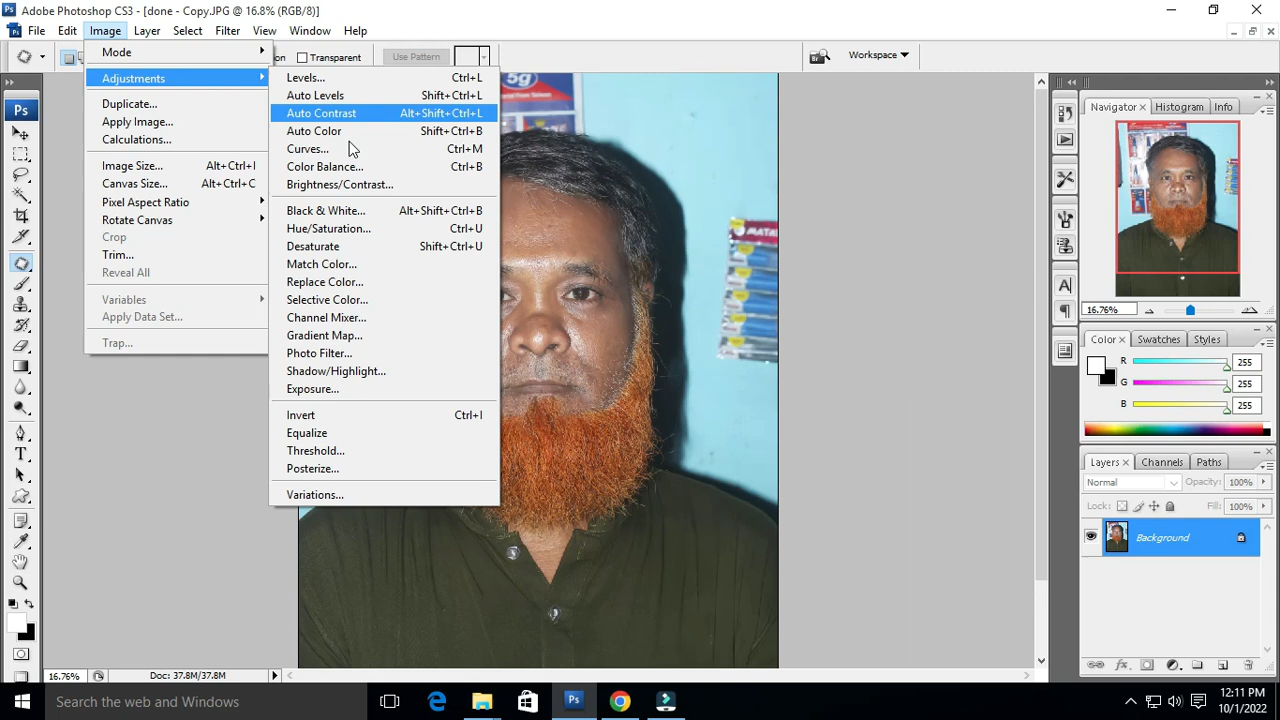 Adobe Photoshop CS3 - [done - Copy.JPG @ 16.8% (RGB/8)]
File Edit Image Layer Select Filter View Window Help
Transparent Use Pattern Workspace
Mode
Adjustments
Duplicate...
Apply Image...
Calculations...
Image Size... Alt+Ctrl+I
Canvas Size... Alt+Ctrl+C
Pixel Aspect Ratio
Rotate Canvas
Crop
Trim...
Reveal All
Variables
Apply Data Set...
Trap...
Levels... Ctrl+L
Auto Levels Shift+Ctrl+L
Auto Contrast Alt+Shift+Ctrl+L
Auto Color Shift+Ctrl+B
Curves... Ctrl+M
Color Balance... Ctrl+B
Brightness/Contrast...
Black & White... Alt+Shift+Ctrl+B
Hue/Saturation... Ctrl+U
Desaturate Shift+Ctrl+U
Match Color...
Replace Color...
Selective Color...
Channel Mixer...
Gradient Map...
Photo Filter...
Shadow/Highlight...
Exposure...
Invert Ctrl+I
Equalize
Threshold...
Posterize...
Variations...
5g
MATA
Navigator Histogram Info
16.76%
Color Swatches Styles
R 255
G 255
B 255
Layers Channels Paths
Normal Opacity: 100%
Lock: Fill: 100%
Background
16.76% Doc: 37.8M/37.8M
Search the web and Windows
12:11 PM
10/1/2022